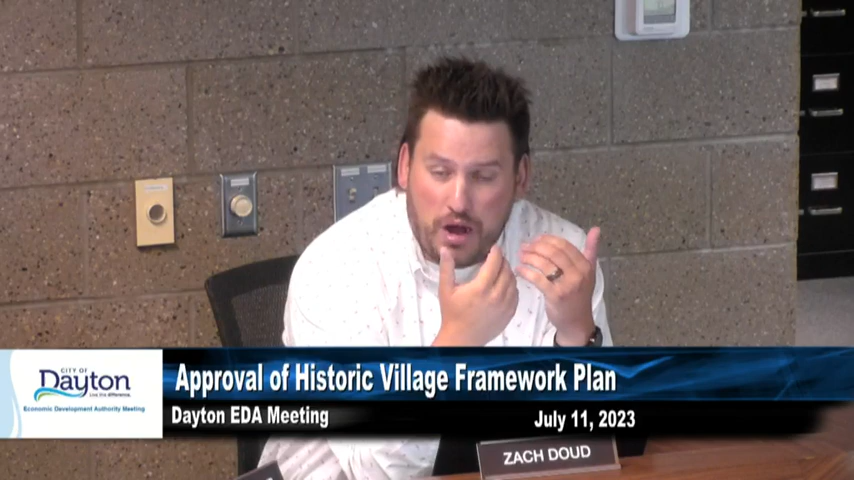 CITY OF
Dayton
Live the difference.
Economic Development Authority Meeting
Approval of Historic Village Framework Plan
Dayton EDA Meeting
July 11, 2023
ZACH DOUD